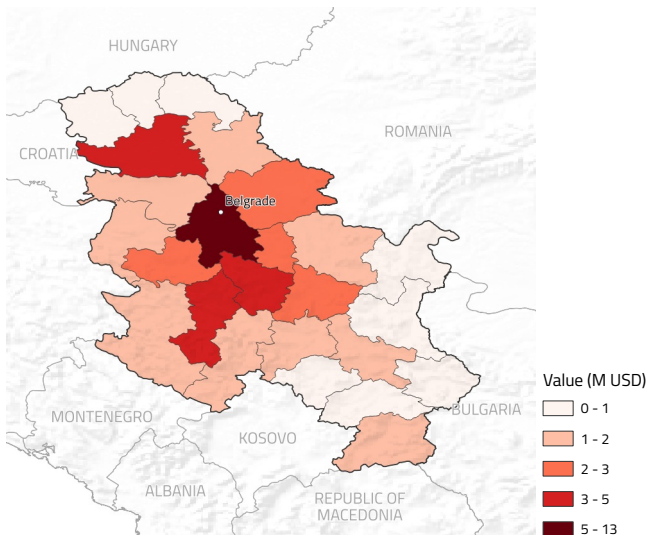 HUNGARY
ROMANIA
CROATIA
Belgrade
Value (M USD)
0 - 1
1 - 2
2 - 3
3 - 5
5 - 13
MONTENEGRO
BULGARIA
KOSOVO
ALBANIA
REPUBLIC OF
MACEDONIA